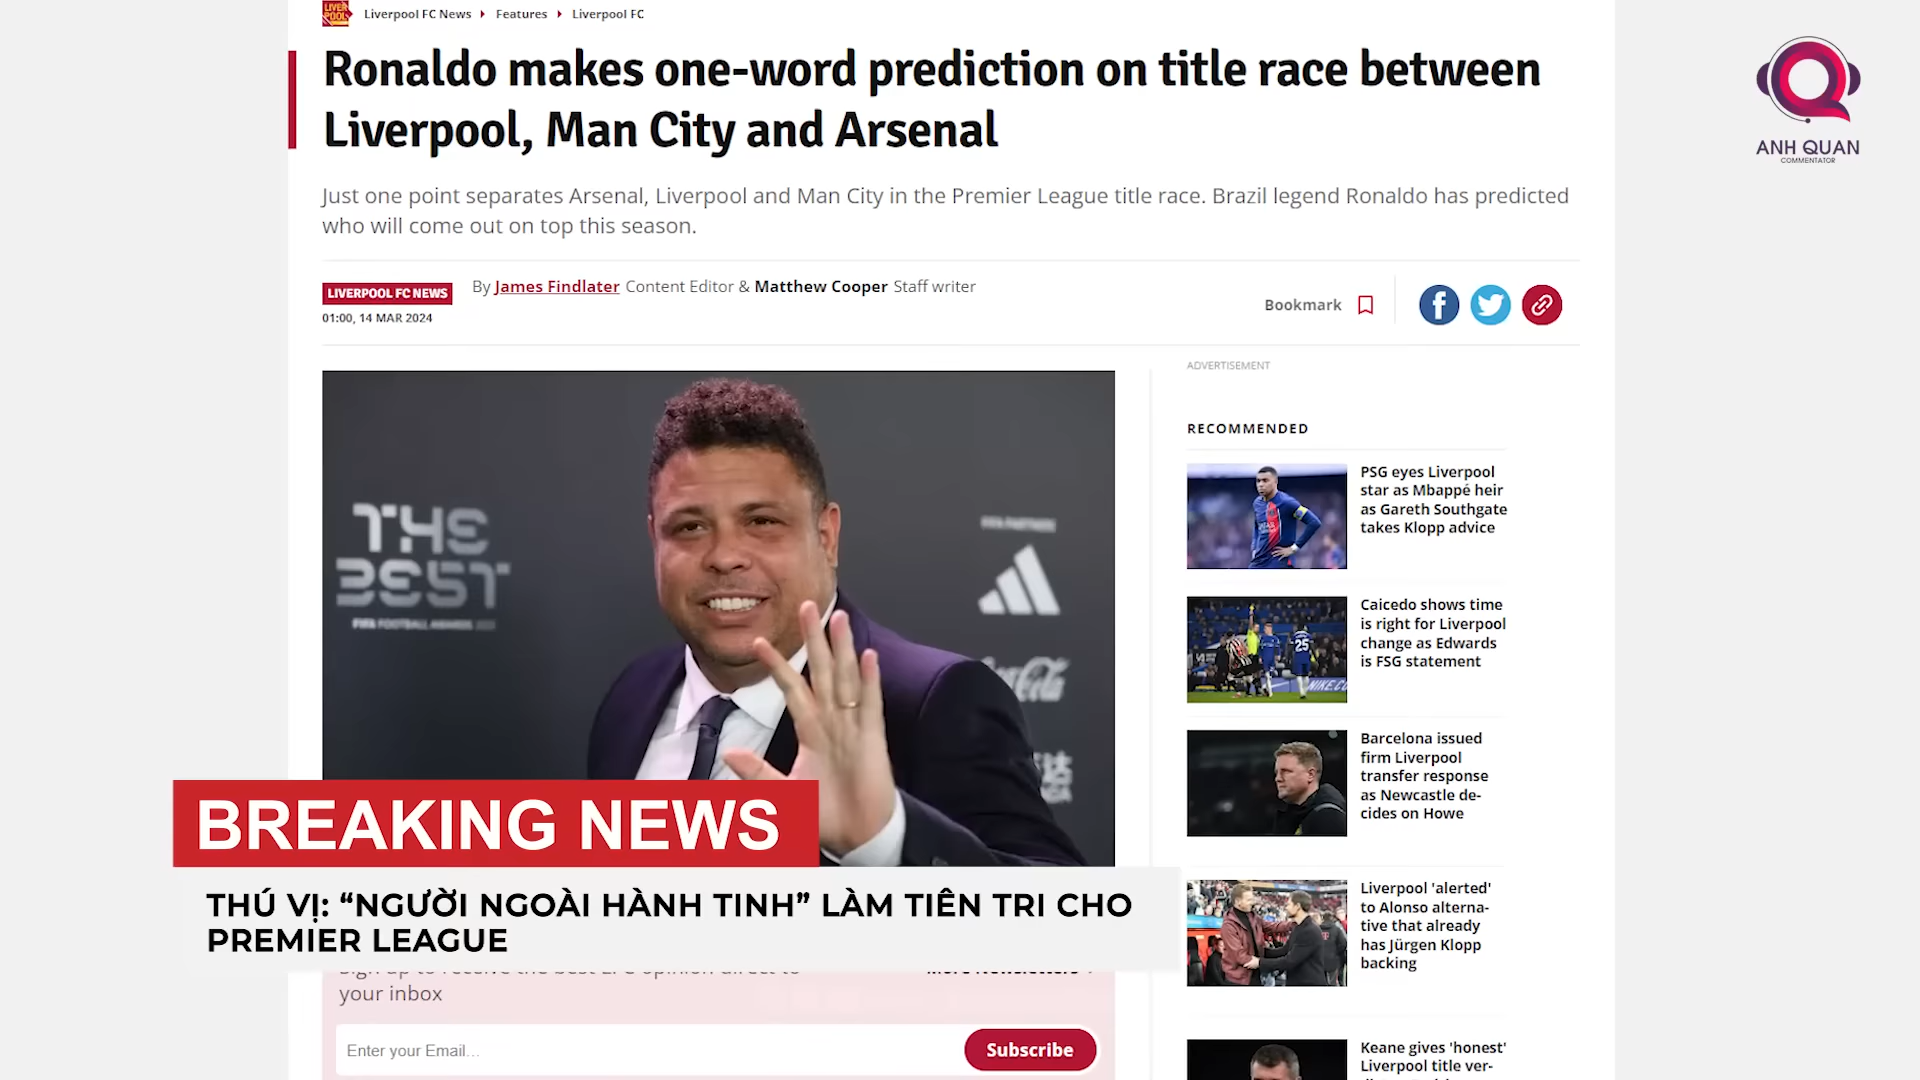 Liverpool FC News
Features
Liverpool FC
Ronaldo makes one-word prediction on title race between
Liverpool, Man City and Arsenal
Just one point separates Arsenal, Liverpool and Man City in the Premier League title race. Brazil legend Ronaldo has predicted
who will come out on top this season.
LIVERPOOL FC NEWS
By James Findlater Content Editor & Matthew Cooper Staff writer
01:00, 14 MAR 2024
Bookmark
ANH QUAN
COMMENTATOR
THE
BEST
FIFA FOOTBALL AWARDS
Coca
ADVERTISEMENT
RECOMMENDED
PSG eyes Liverpool
star as Mbappé heir
as Gareth Southgate
takes Klopp advice
Caicedo shows time
is right for Liverpool
change as Edwards
is FSG statement
25
Barcelona issued
firm Liverpool
transfer response
as Newcastle de-
cides on Howe
Liverpool 'alerted'
to Alonso alterna-
tive that already
has Jürgen Klopp
backing
Keane gives 'honest'
Liverpool title ver-
BREAKING NEWS
THÚ VỊ: “NGƯỜI NGOÀI HÀNH TINH” LÀM TIÊN TRI CHO
PREMIER LEAGUE
your inbox
Enter your Email...
Subscribe